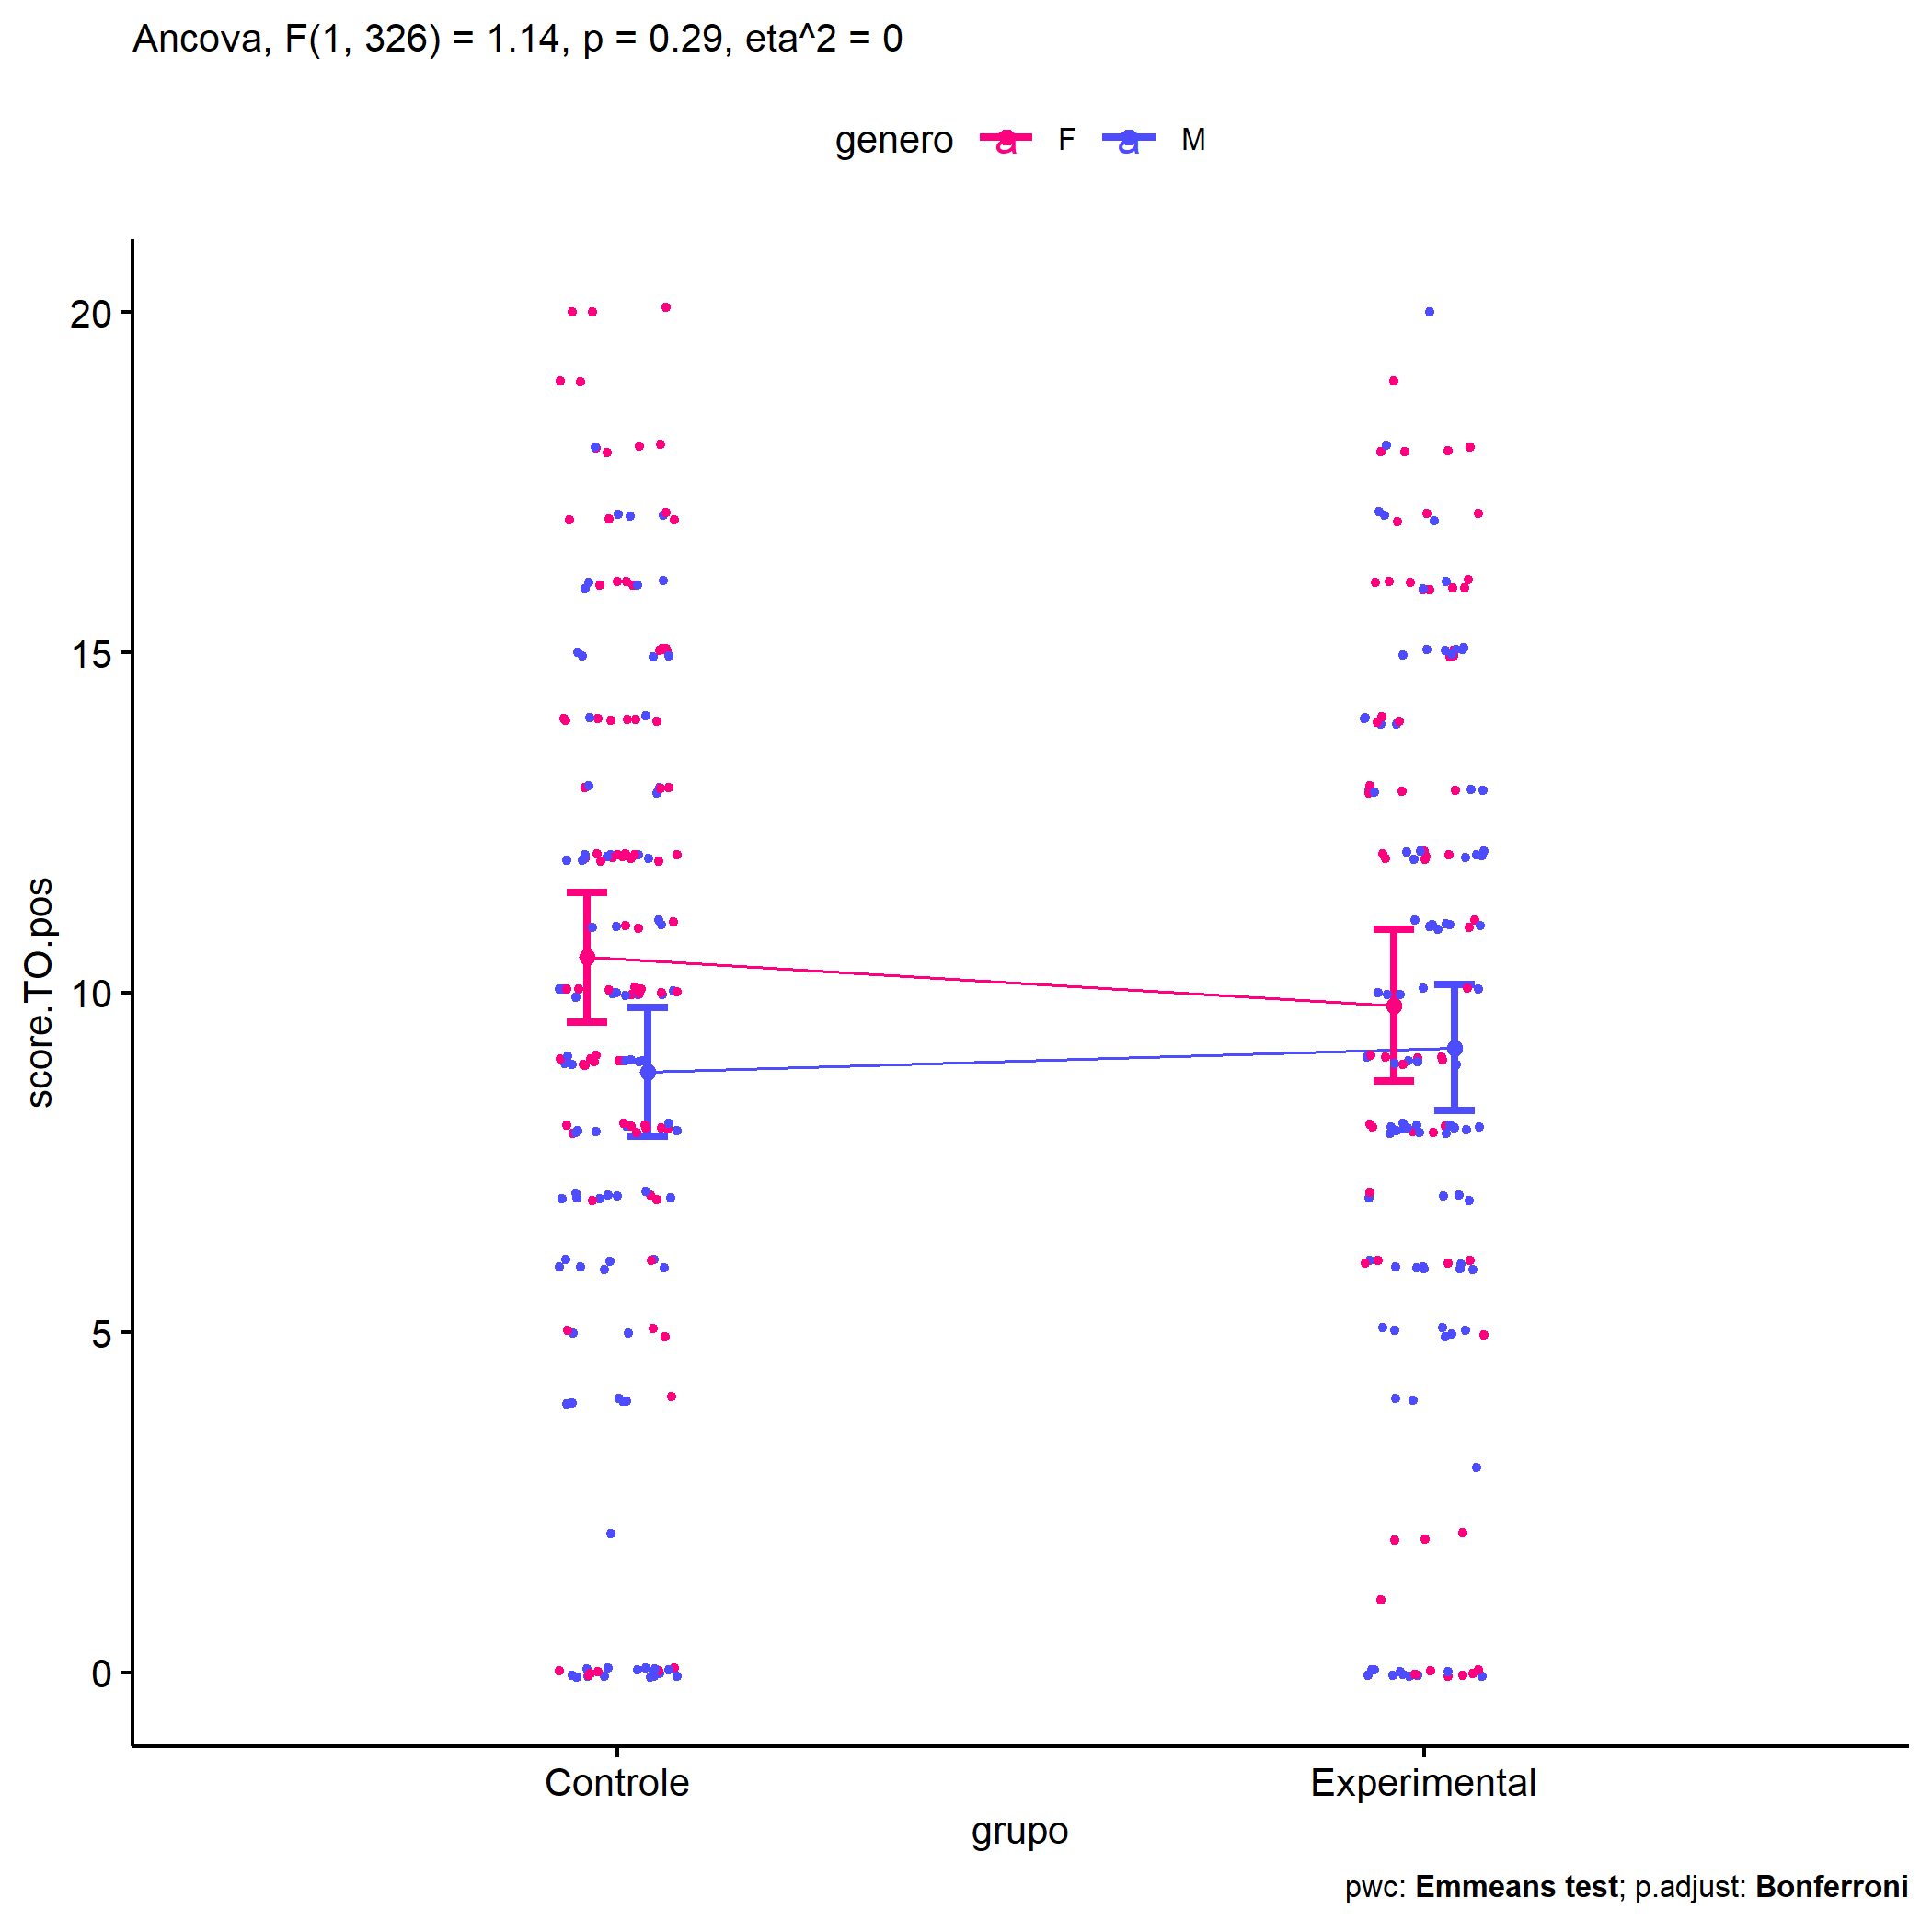 Ancova, F(1, 326) = 1.14, p = 0.29, eta^2 = 0
genero a F a M
20
15
10
5
0
score.TO.pos
Controle Experimental
grupo
pwc: Emmeans test; p.adjust: Bonferroni